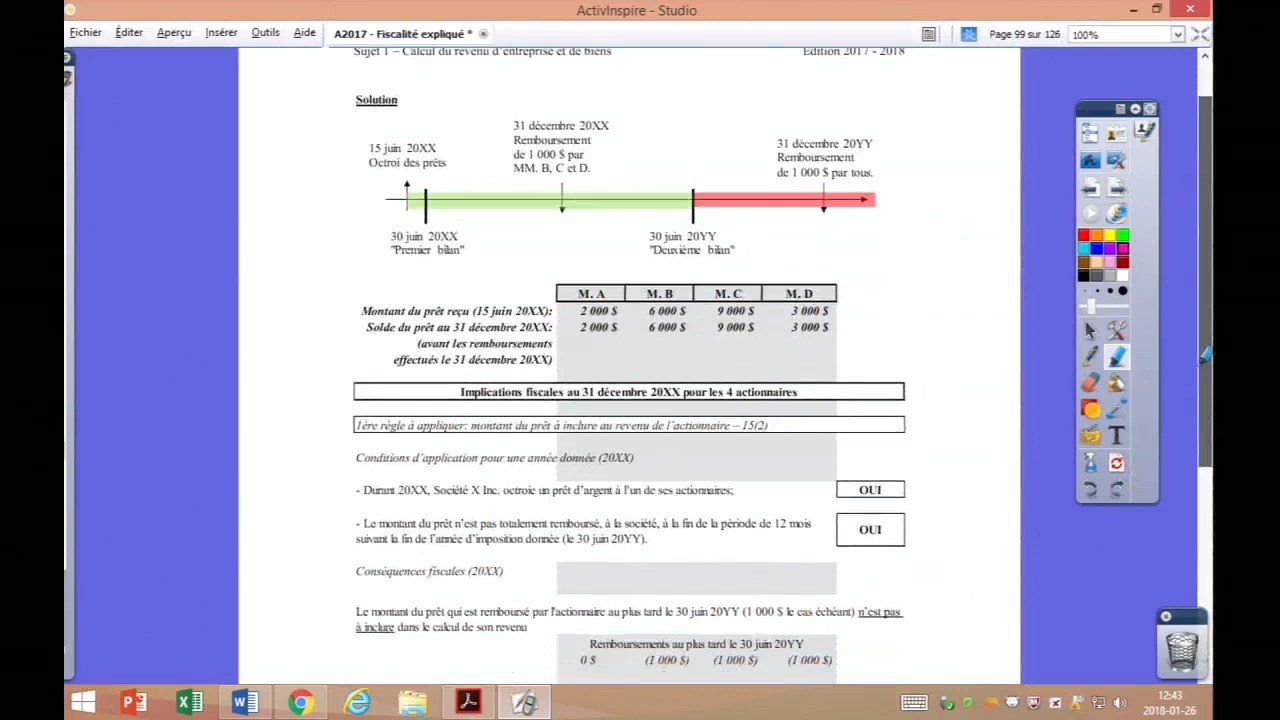 ActivInspire - Studio
Fichier Éditer Aperçu Insérer Outils Aide A2017 - Fiscalité expliqué * Page 99 sur 126 100%
Sujet 1 – Calcul du revenu d'entreprise et de biens Édition 2017 - 2018
Solution
15 juin 20XX
Octroi des prêts
31 décembre 20XX
Remboursement
de 1 000 $ par
MM. B, C et D.
31 décembre 20YY
Remboursement
de 1 000 $ par tous.
30 juin 20XX
"Premier bilan"
30 juin 20YY
"Deuxième bilan"
M. A M. B M. C M. D
Montant du prêt reçu (15 juin 20XX): 2 000 $ 6 000 $ 9 000 $ 3 000 $
Solde du prêt au 31 décembre 20XX: 2 000 $ 6 000 $ 9 000 $ 3 000 $
(avant les remboursements
effectués le 31 décembre 20XX)
Implications fiscales au 31 décembre 20XX pour les 4 actionnaires
1ère règle à appliquer: montant du prêt à inclure au revenu de l'actionnaire – 15(2)
Conditions d'application pour une année donnée (20XX)
- Durant 20XX, Société X Inc. octroie un prêt d'argent à l'un de ses actionnaires; OUI
- Le montant du prêt n'est pas totalement remboursé, à la société, à la fin de la période de 12 mois
suivant la fin de l'année d'imposition donnée (le 30 juin 20YY). OUI
Conséquences fiscales (20XX)
Le montant du prêt qui est remboursé par l'actionnaire au plus tard le 30 juin 20YY (1 000 $ le cas échéant) n'est pas
à inclure dans le calcul de son revenu
Remboursements au plus tard le 30 juin 20YY
0 $ (1 000 $) (1 000 $) (1 000 $)
12:43
2018-01-26